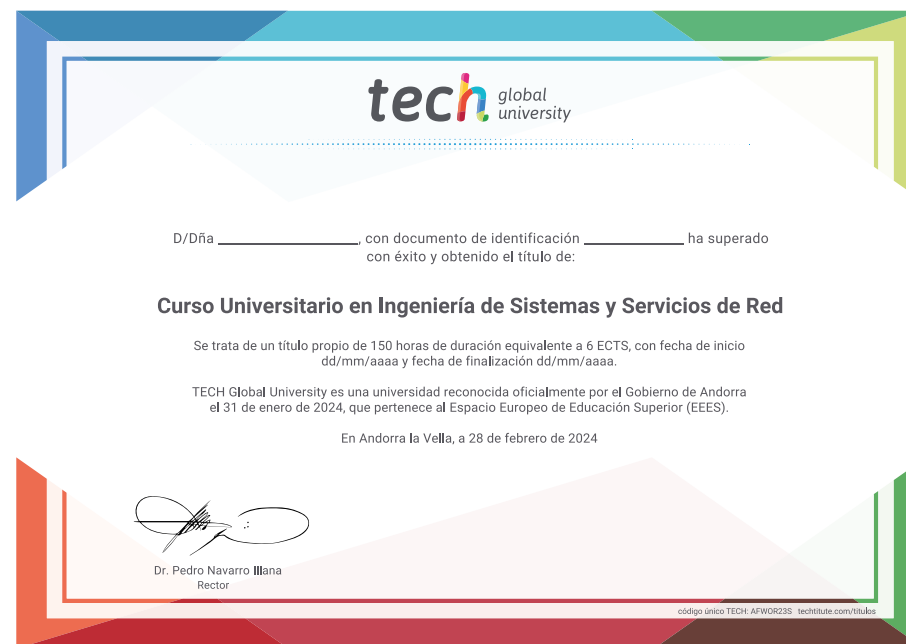 tech global university
D/Dña ____________, con documento de identificación ____________ ha superado
con éxito y obtenido el título de:
Curso Universitario en Ingeniería de Sistemas y Servicios de Red
Se trata de un título propio de 150 horas de duración equivalente a 6 ECTS, con fecha de inicio
dd/mm/aaaa y fecha de finalización dd/mm/aaaa.
TECH Global University es una universidad reconocida oficialmente por el Gobierno de Andorra
el 31 de enero de 2024, que pertenece al Espacio Europeo de Educación Superior (EEES).
En Andorra la Vella, a 28 de febrero de 2024
Dr. Pedro Navarro Illana
Rector
código único TECH: AFWOR23S techtitute.com/titulos